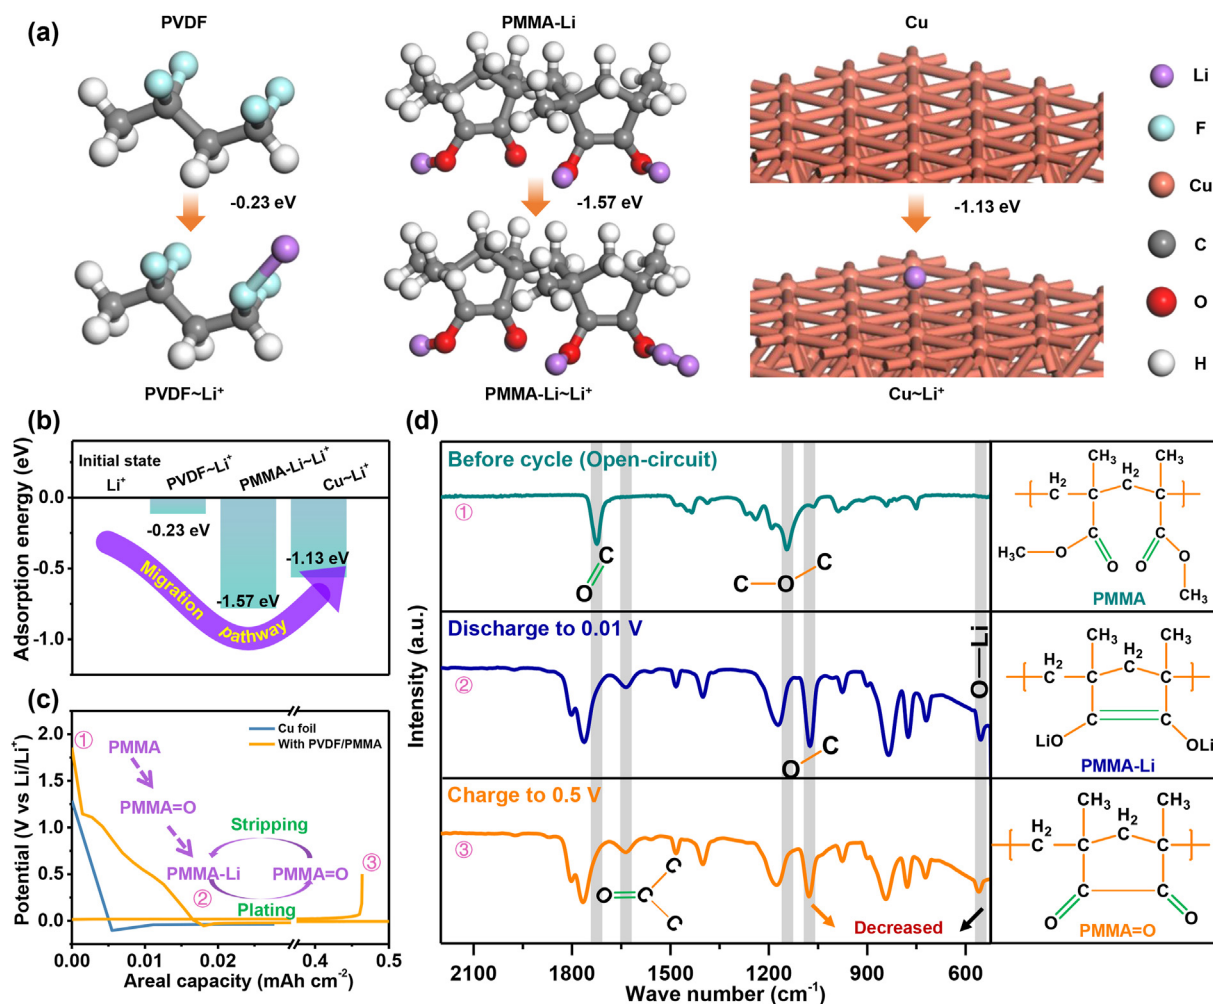 (a)
PVDF
PMMA-Li
Cu
-0.23 eV
-1.57 eV
-1.13 eV
PVDF~Li⁺
PMMA-Li~Li⁺
Cu~Li⁺
Li
F
Cu
C
O
H
(b)
Adsorption energy (eV)
0.0
-0.5
-1.0
Initial state
Li⁺
PVDF~Li⁺
PMMA-Li~Li⁺
Cu~Li⁺
-0.23 eV
-1.57 eV
-1.13 eV
Migration pathway
(c)
Potential (V vs Li/Li⁺)
2.0
1.5
1.0
0.5
0.0
①
Cu foil
With PVDF/PMMA
PMMA
PMMA=O
Stripping
PMMA-Li
PMMA=O
Plating
②
③
0.00
0.01
0.02
0.4
0.5
Areal capacity (mAh cm⁻²)
(d)
Intensity (a.u.)
Before cycle (Open-circuit)
①
C
O
C
O
C
CH₃
CH₃
H₂
H₂
C
C
C
C
C
C
H₃C
O
O
O
O
CH₃
PMMA
Discharge to 0.01 V
②
O—Li
O
C
CH₃
CH₃
H₂
H₂
C
C
C
C
C
C
LiO
OLi
PMMA-Li
Charge to 0.5 V
③
O
C
C
C
Decreased
CH₃
CH₃
H₂
H₂
C
C
C
C
O
O
PMMA=O
2100
1800
1500
1200
900
600
Wave number (cm⁻¹)